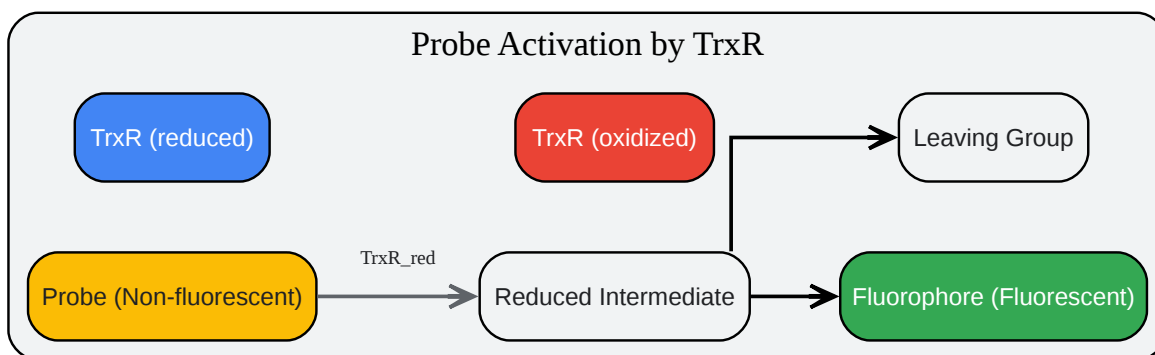 Probe Activation by TrxR
TrxR (reduced)
TrxR (oxidized)
Leaving Group
TrxR_red
Probe (Non-fluorescent)
Reduced Intermediate
Fluorophore (Fluorescent)